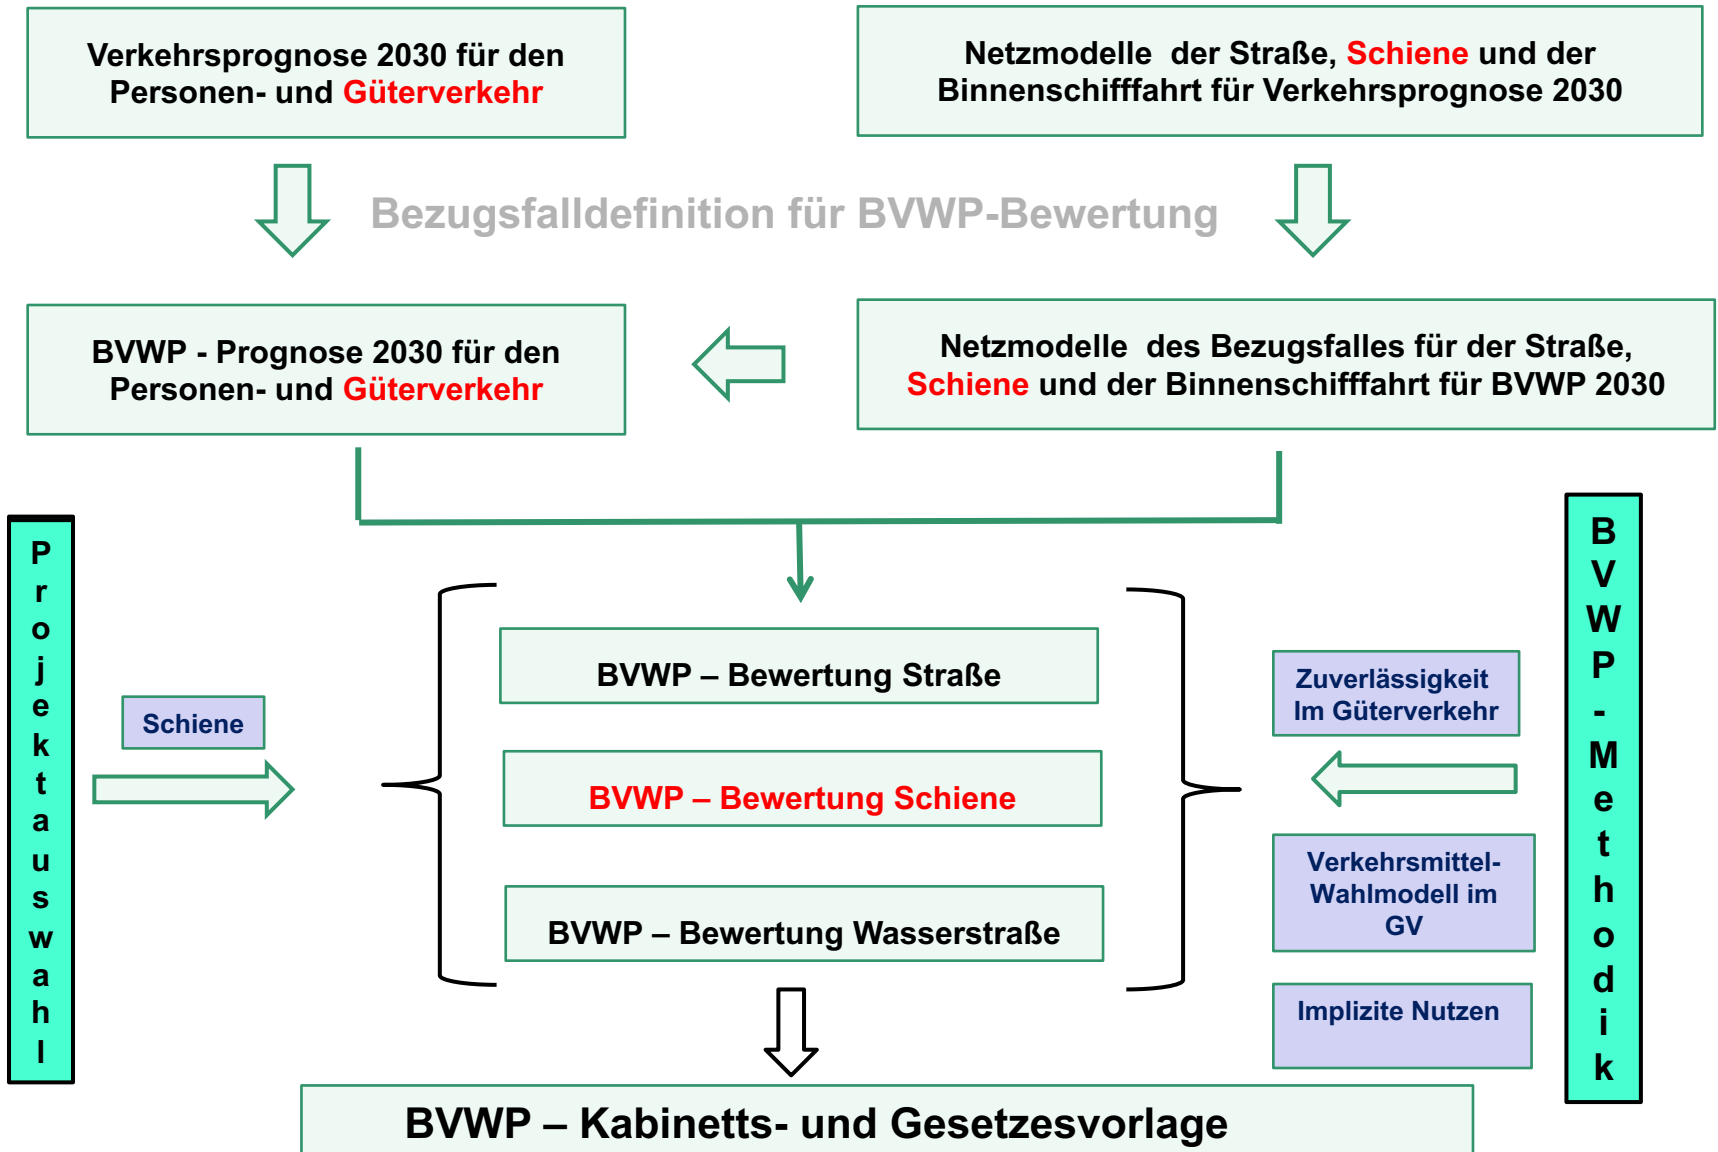 Verkehrsprognose 2030 für den
Personen- und Güterverkehr
Netzmodelle der Straße, Schiene und der
Binnenschifffahrt für Verkehrsprognose 2030
Bezugsfalldefinition für BVWP-Bewertung
BVWP - Prognose 2030 für den
Personen- und Güterverkehr
Netzmodelle des Bezugsfalles für der Straße,
Schiene und der Binnenschifffahrt für BVWP 2030
Projektauswahl
Schiene
BVWP – Bewertung Straße
BVWP – Bewertung Schiene
BVWP – Bewertung Wasserstraße
Zuverlässigkeit
Im Güterverkehr
Verkehrsmittel-
Wahlmodell im
GV
Implizite Nutzen
BVWP-Methodik
BVWP – Kabinetts- und Gesetzesvorlage